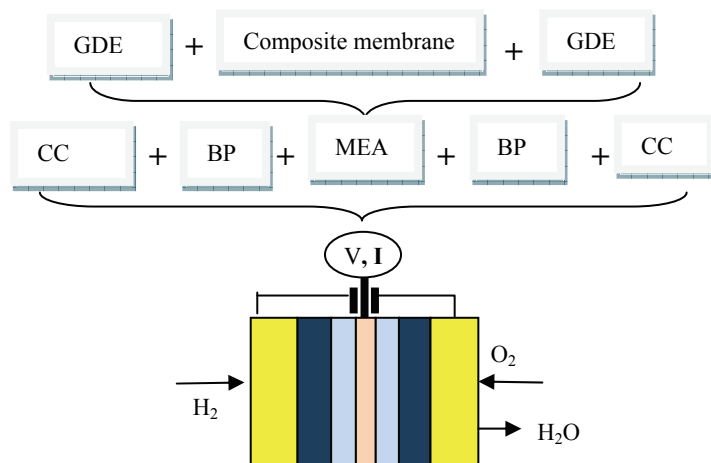 GDE + Composite membrane + GDE
CC + BP + MEA + BP + CC
V, I
O₂
H₂
H₂O